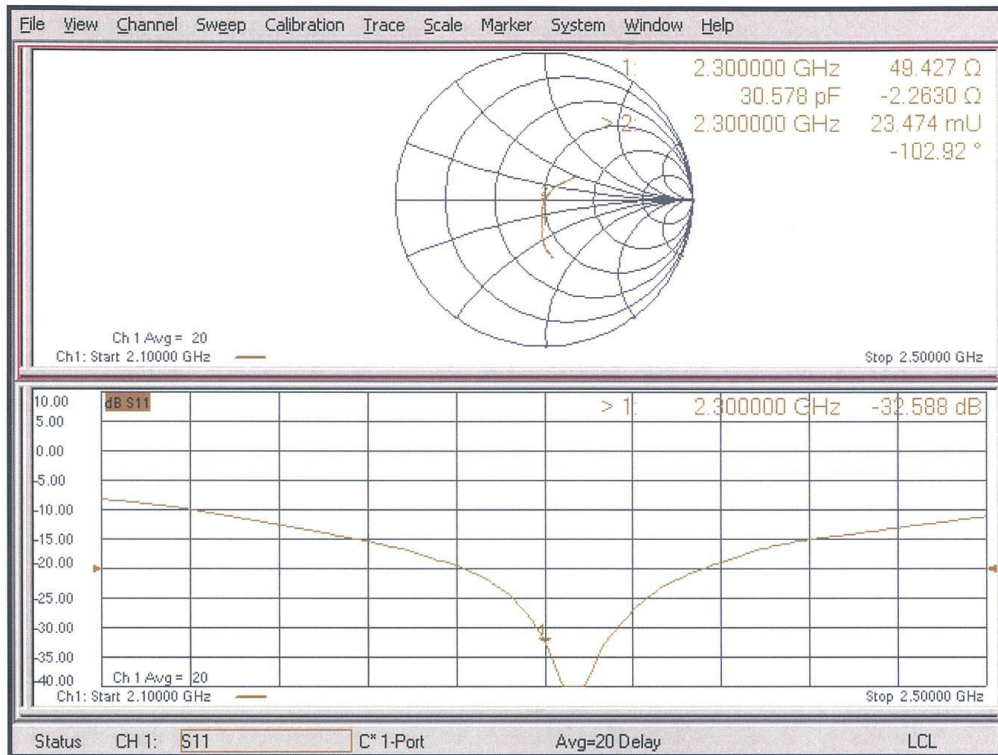 File View Channel Sweep Calibration Trace Scale Marker System Window Help
1: 2.300000 GHz 49.427 Ω
30.578 pF -2.2630 Ω
> 2: 2.300000 GHz 23.474 mU
-102.92 °
Ch 1 Avg = 20
Ch1: Start 2.10000 GHz Stop 2.50000 GHz
10.00 dB S11
> 1: 2.300000 GHz -32.588 dB
5.00
0.00
-5.00
-10.00
-15.00
-20.00
-25.00
-30.00
-35.00
-40.00
Ch 1 Avg = 20
Ch1: Start 2.10000 GHz Stop 2.50000 GHz
Status CH 1: S11 C* 1-Port Avg=20 Delay LCL